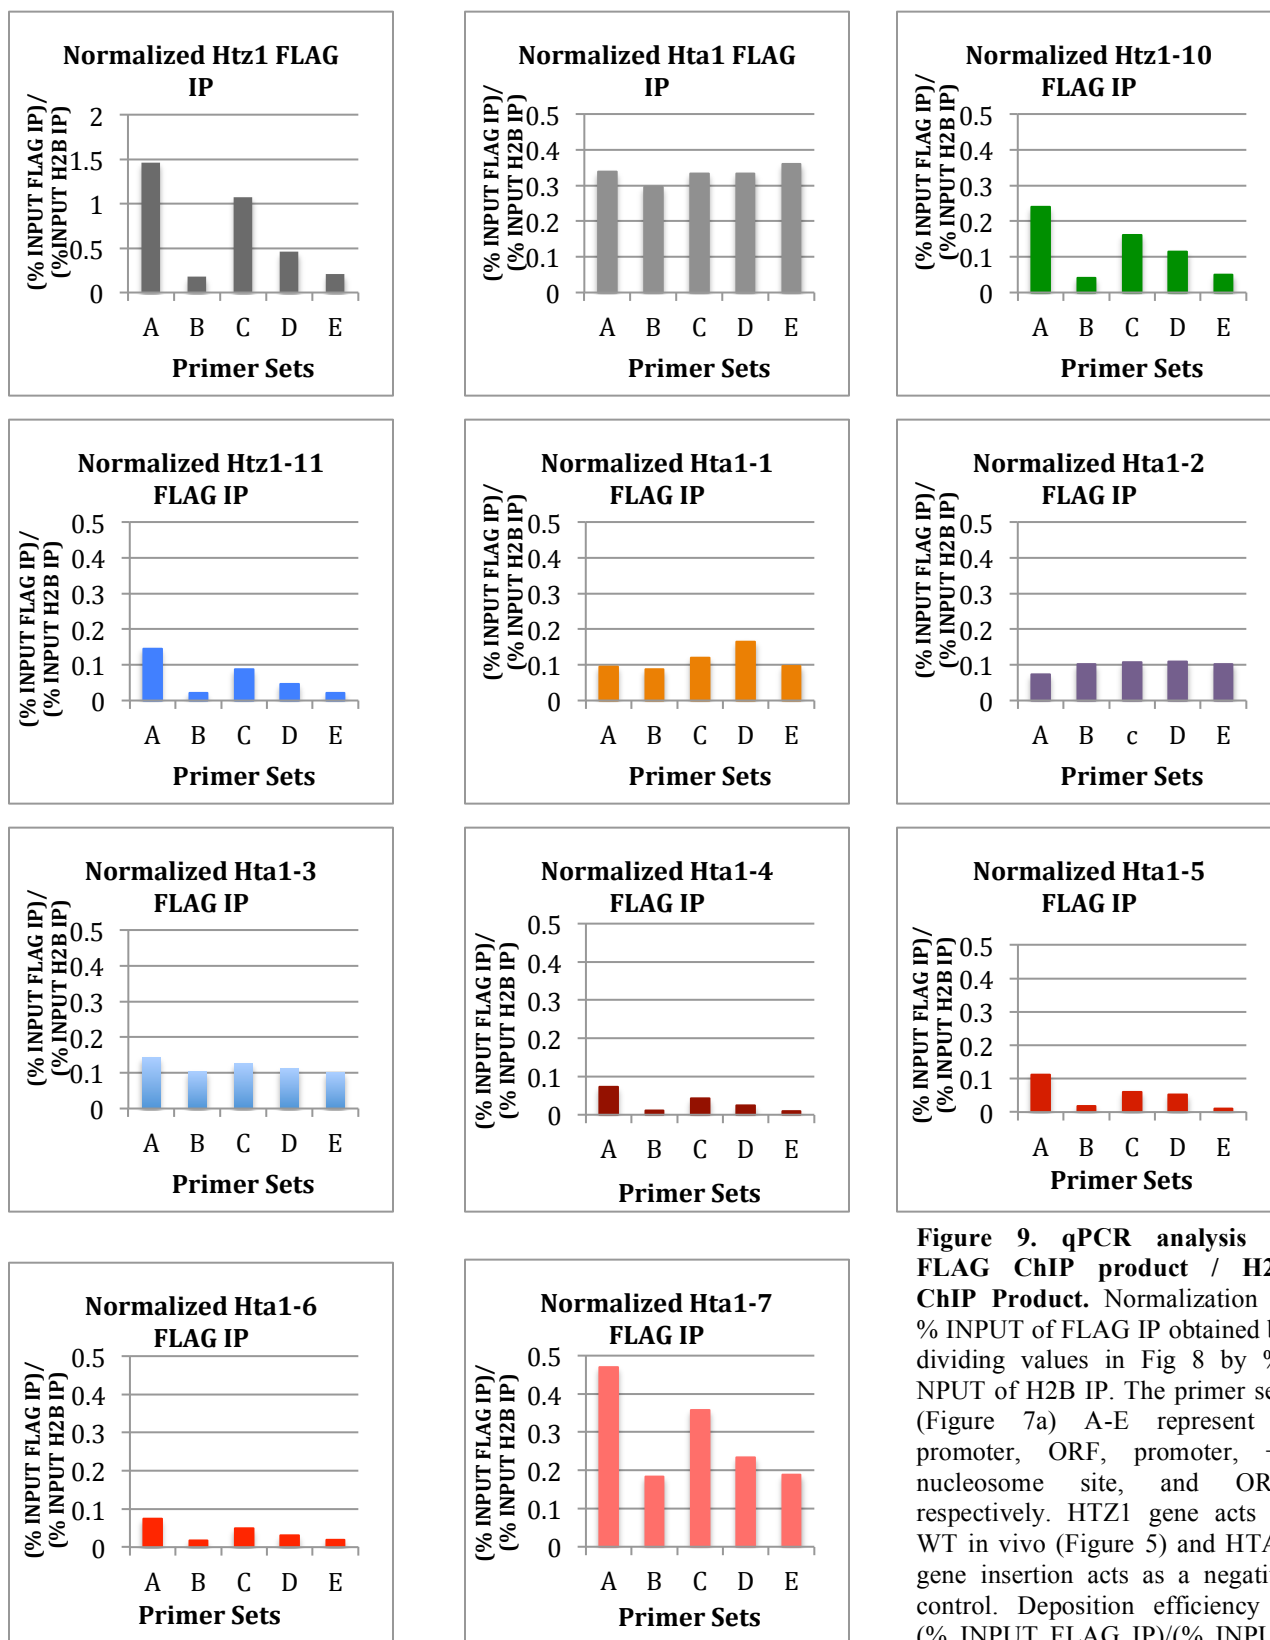 Normalized Htz1 FLAG
IP
(% INPUT FLAG IP)/
(%INPUT H2B IP)
2
1.5
1
0.5
0
A B C D E
Primer Sets
Normalized Hta1 FLAG
IP
(% INPUT FLAG IP)/
(% INPUT H2B IP)
0.5
0.4
0.3
0.2
0.1
0
A B C D E
Primer Sets
Normalized Htz1-10
FLAG IP
(% INPUT FLAG IP)/
(% INPUT H2B IP)
0.5
0.4
0.3
0.2
0.1
0
A B C D E
Primer Sets
Normalized Htz1-11
FLAG IP
(% INPUT FLAG IP)/
(% INPUT H2B IP)
0.5
0.4
0.3
0.2
0.1
0
A B C D E
Primer Sets
Normalized Hta1-1
FLAG IP
(% INPUT FLAG IP)/
(% INPUT H2B IP)
0.5
0.4
0.3
0.2
0.1
0
A B C D E
Primer Sets
Normalized Hta1-2
FLAG IP
(% INPUT FLAG IP)/
(% INPUT H2B IP)
0.5
0.4
0.3
0.2
0.1
0
A B c D E
Primer Sets
Normalized Hta1-3
FLAG IP
(% INPUT FLAG IP)/
(% INPUT H2B IP)
0.5
0.4
0.3
0.2
0.1
0
A B C D E
Primer Sets
Normalized Hta1-4
FLAG IP
(% INPUT FLAG IP)/
(% INPUT H2B IP)
0.5
0.4
0.3
0.2
0.1
0
A B C D E
Primer Sets
Normalized Hta1-5
FLAG IP
(% INPUT FLAG IP)/
(% INPUT H2B IP)
0.5
0.4
0.3
0.2
0.1
0
A B C D E
Primer Sets
Normalized Hta1-6
FLAG IP
(% INPUT FLAG IP)/
(% INPUT H2B IP)
0.5
0.4
0.3
0.2
0.1
0
A B C D E
Primer Sets
Normalized Hta1-7
FLAG IP
(% INPUT FLAG IP)/
(% INPUT H2B IP)
0.5
0.4
0.3
0.2
0.1
0
A B C D E
Primer Sets
Figure 9. qPCR analysis
FLAG ChIP product / H2
ChIP Product. Normalization
% INPUT of FLAG IP obtained
dividing values in Fig 8 by %
NPUT of H2B IP. The primer se
(Figure 7a) A-E represent
promoter, ORF, promoter,
nucleosome site, and OR
respectively. HTZ1 gene acts
WT in vivo (Figure 5) and HTA
gene insertion acts as a negati
control. Deposition efficiency
(% INPUT FLAG IP)/(% INPU